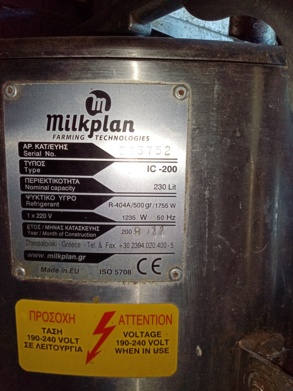 m
milkplan
FARMING TECHNOLOGIES
ΑΡ. ΚΑΤ/ΕΥΗΣ
Serial No.
ΤΥΠΟΣ
Type
IC -200
ΠΕΡΙΕΚΤΙΚΟΤΗΤΑ
Nominal capacity
230 Lit
ΨΥΚΤΙΚΟ ΥΓΡΟ
Refrigerant
R-404A/500 gr/1755 W
1 x 220 V
1235 W 50 Hz
ΕΤΟΣ / ΜΗΝΑΣ ΚΑΤΑΣΚΕΥΗΣ
Year / Month of Construction
200
Thessaloniki - Greece - Tel. & Fax. +30 2394 020 400-5
www.milkplan.gr
Made in EU
ISO 5708
CE
ΠΡΟΣΟΧΗ
ΤΑΣΗ
190-240 VOLT
ΣΕ ΛΕΙΤΟΥΡΓΙΑ
ATTENTION
VOLTAGE
190-240 VOLT
WHEN IN USE